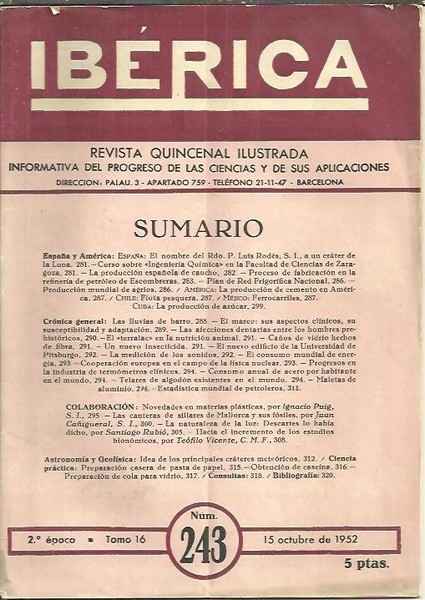 IBÉRICA
REVISTA QUINCENAL ILUSTRADA
INFORMATIVA DEL PROGRESO DE LAS CIENCIAS Y DE SUS APLICACIONES
DIRECCION: PALAU, 3 - APARTADO 759 - TELÉFONO 21-11-47 - BARCELONA
SUMARIO
España y América: ESPAÑA: El nombre del Rdo. P. Luis Rodés, S. I., a un cráter de
la Luna, 281. — Curso sobre «Ingeniería Química» en la Facultad de Ciencias de Zara-
goza, 281. — La producción española de caucho, 282. — Proceso de fabricación en la
refinería de petróleo de Escombreras, 283. — Plan de Red Frigorífica Nacional, 286. —
Producción mundial de agrios, 286. / AMÉRICA: La producción de cemento en Améri-
ca, 287. / CHILE: Flota pesquera, 287. / MÉJICO: Ferrocarriles, 287.
CUBA: La producción de azúcar, 299.
Crónica general: Las lluvias de barro, 288. — El mareo: sus aspectos clínicos, su
susceptibilidad y adaptación, 289. — Las afecciones dentarias entre los hombres pre-
históricos, 290. — El «terralac» en la nutrición animal, 291. — Caños de vidrio hechos
de fibra, 291. — Un nuevo insecticida, 291. — El nuevo edificio de la Universidad de
Pitsburgo, 292. — La medición de los sonidos, 292. — El consumo mundial de ener-
gía, 293. — Cooperación europea en el campo de la física nuclear, 293. — Progresos en
la industria de termómetros clínicos, 294. — Consumo anual de acero por habitante
en el mundo, 294. — Telares de algodón existentes en el mundo, 294. — Maletas de
aluminio, 294. — Estadística mundial de petroleros, 311.
COLABORACIÓN: Novedades en materias plásticas, por Ignacio Puig,
S. I., 295 — Las canteras de sillares de Mallorca y sus fósiles, por Juan
Cañigueral, S. I., 300. — La naturaleza de la luz: Descartes lo había
dicho, por Santiago Rubió, 305. — Hacia el incremento de los estudios
bionómicos, por Teófilo Vicente, C. M. F., 308.
Astronomía y Geofísica: Idea de los principales cráteres meteóricos, 312. / Ciencia
práctica: Preparación casera de pasta de papel, 315. — Obtención de caseína, 316. —
Preparación de cola para vidrio, 317. / Consultas: 318. / Bibliografía: 320.
2.ª época ■ Tomo 16
Núm.
243
15 octubre de 1952
5 ptas.